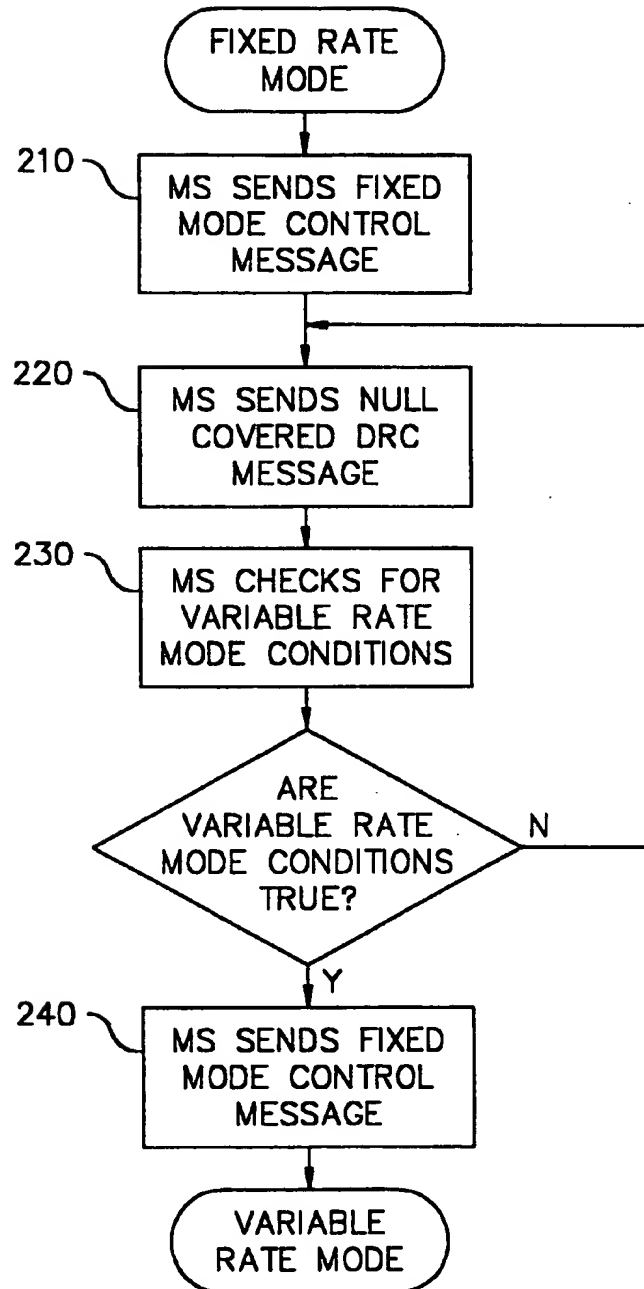 FIXED RATE
MODE
210
MS SENDS FIXED
MODE CONTROL
MESSAGE
220
MS SENDS NULL
COVERED DRC
MESSAGE
230
MS CHECKS FOR
VARIABLE RATE
MODE CONDITIONS
ARE
VARIABLE RATE
MODE CONDITIONS
TRUE?
N
Y
240
MS SENDS FIXED
MODE CONTROL
MESSAGE
VARIABLE
RATE MODE